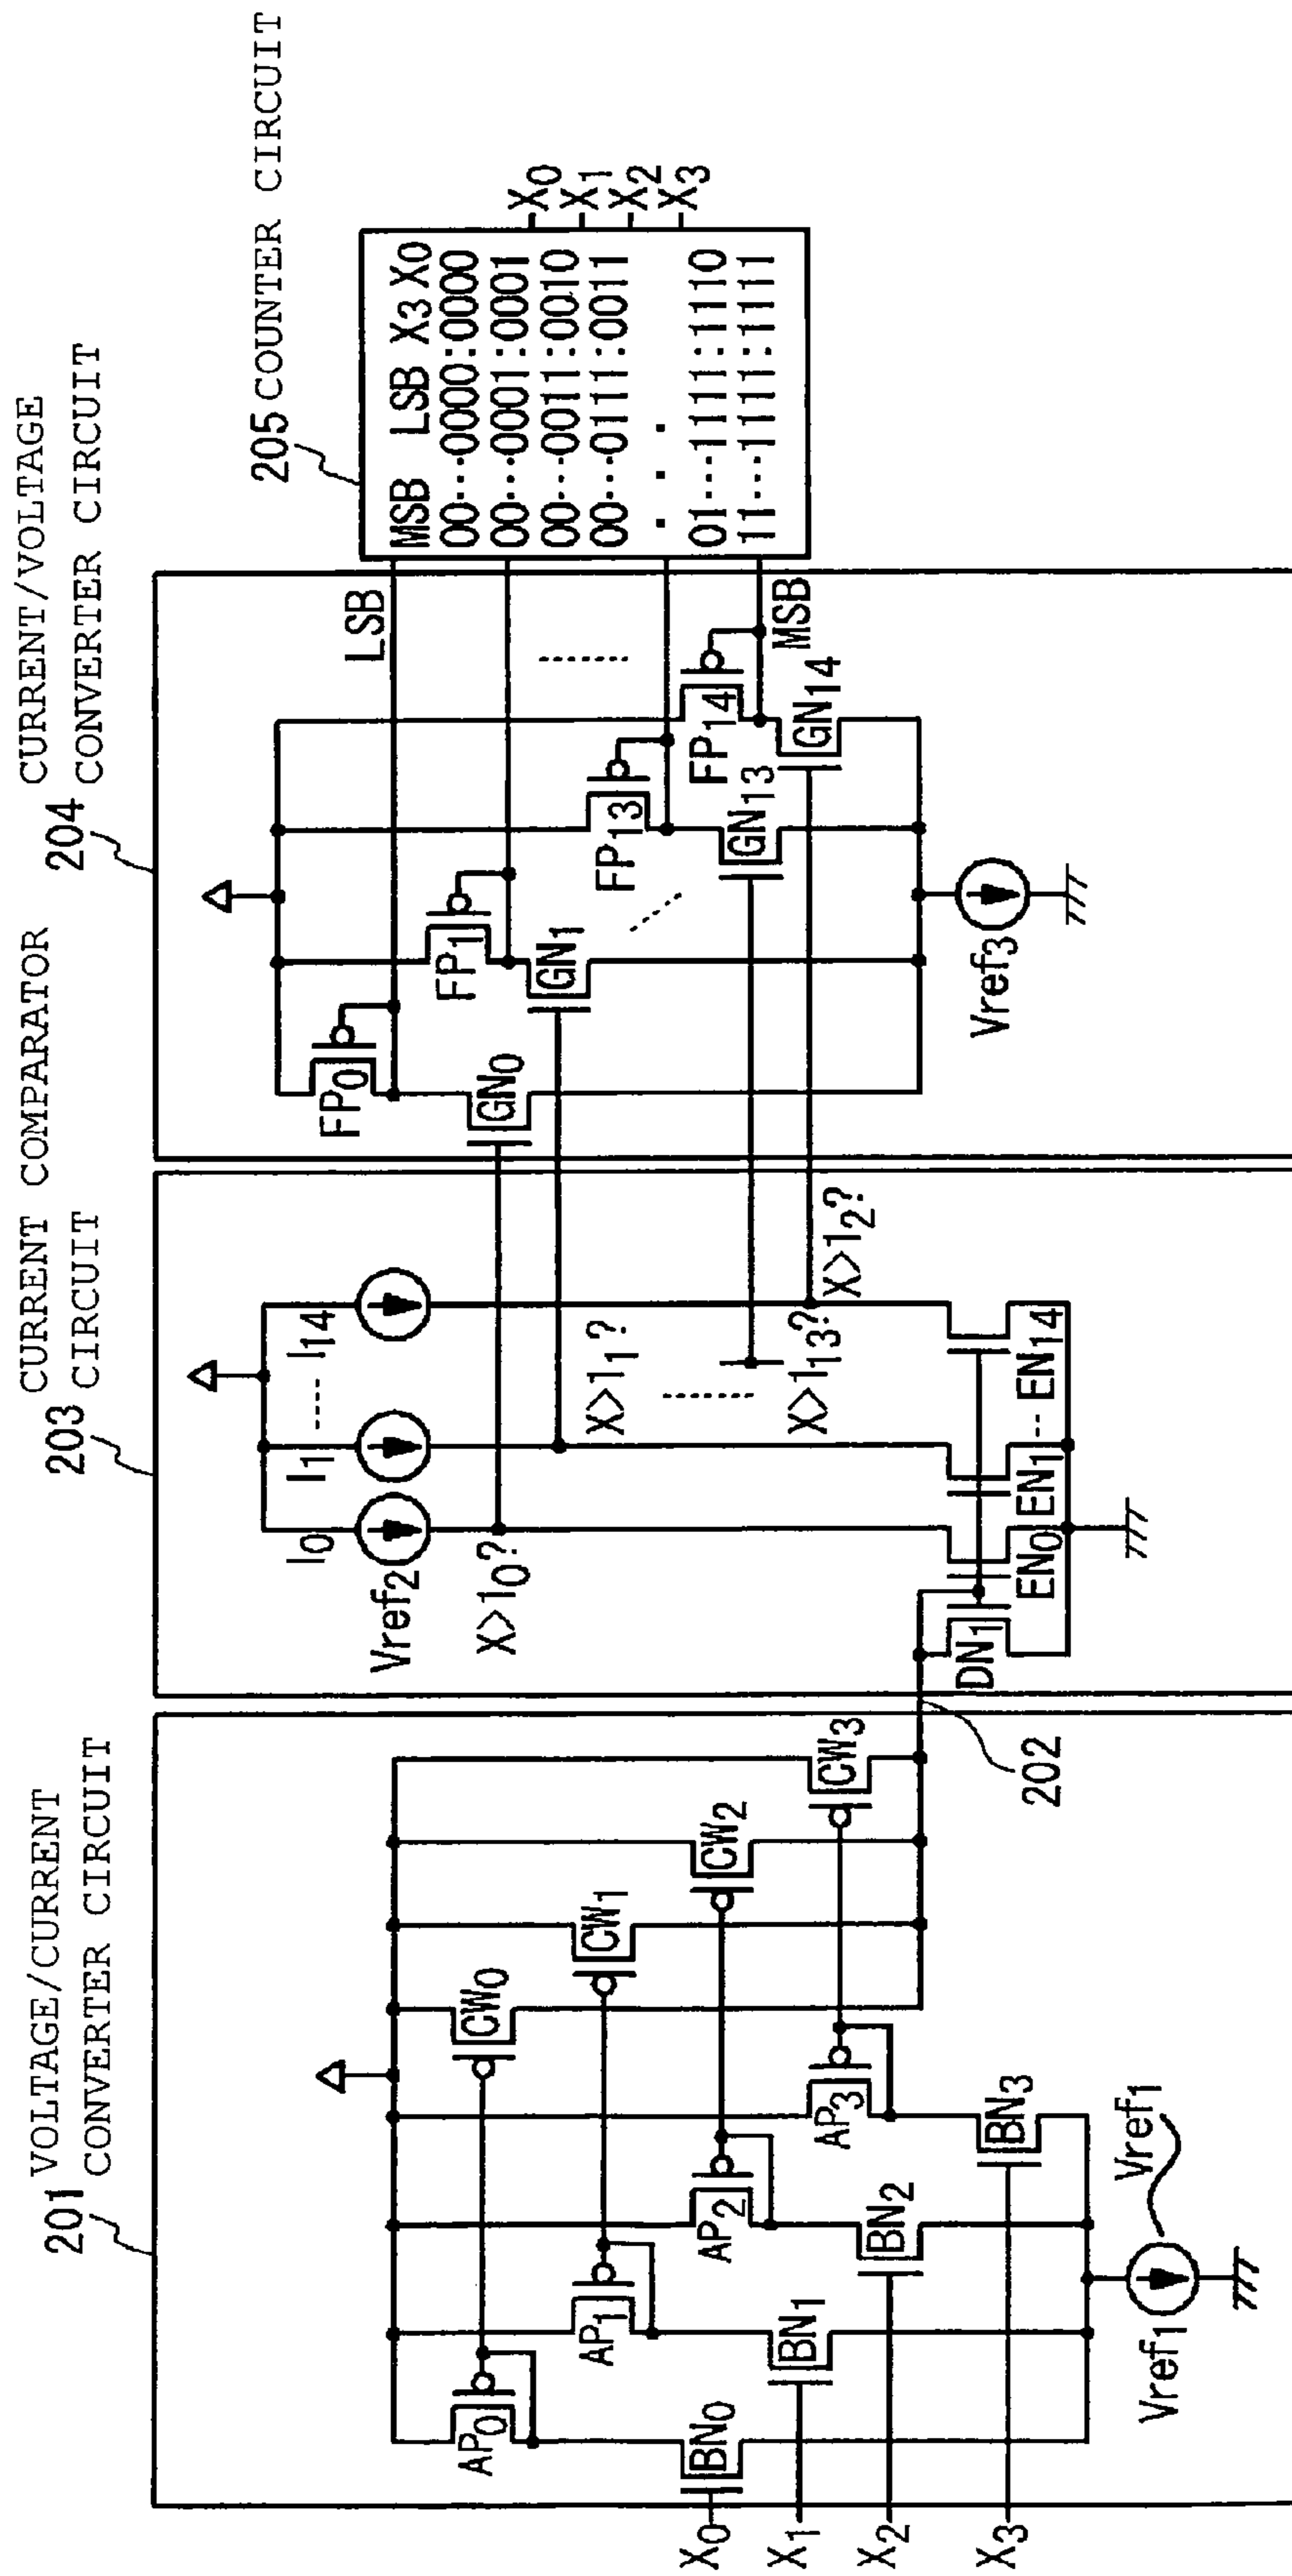 201 VOLTAGE/CURRENT
CONVERTER CIRCUIT
AP0
AP1
AP2
AP3
CW0
CW1
CW2
CW3
BN0
BN1
BN2
BN3
X0
X1
X2
X3
Vref1
Vref1
202
203 CURRENT COMPARATOR
CIRCUIT
I0
I1
I14
Vref2
X>10?
X>11?
X>113?
X>12?
DN1
EN0
EN1
EN14
204 CURRENT/VOLTAGE
CONVERTER CIRCUIT
FP0
FP1
FP13
FP14
GN0
GN1
GN13
GN14
LSB
MSB
Vref3
205 COUNTER CIRCUIT
MSB LSB X3 X0
00···0000:0000
00···0001:0001
00···0011:0010
00···0111:0011
· · ·
01···1111:1110
11···1111:1111
X0
X1
X2
X3